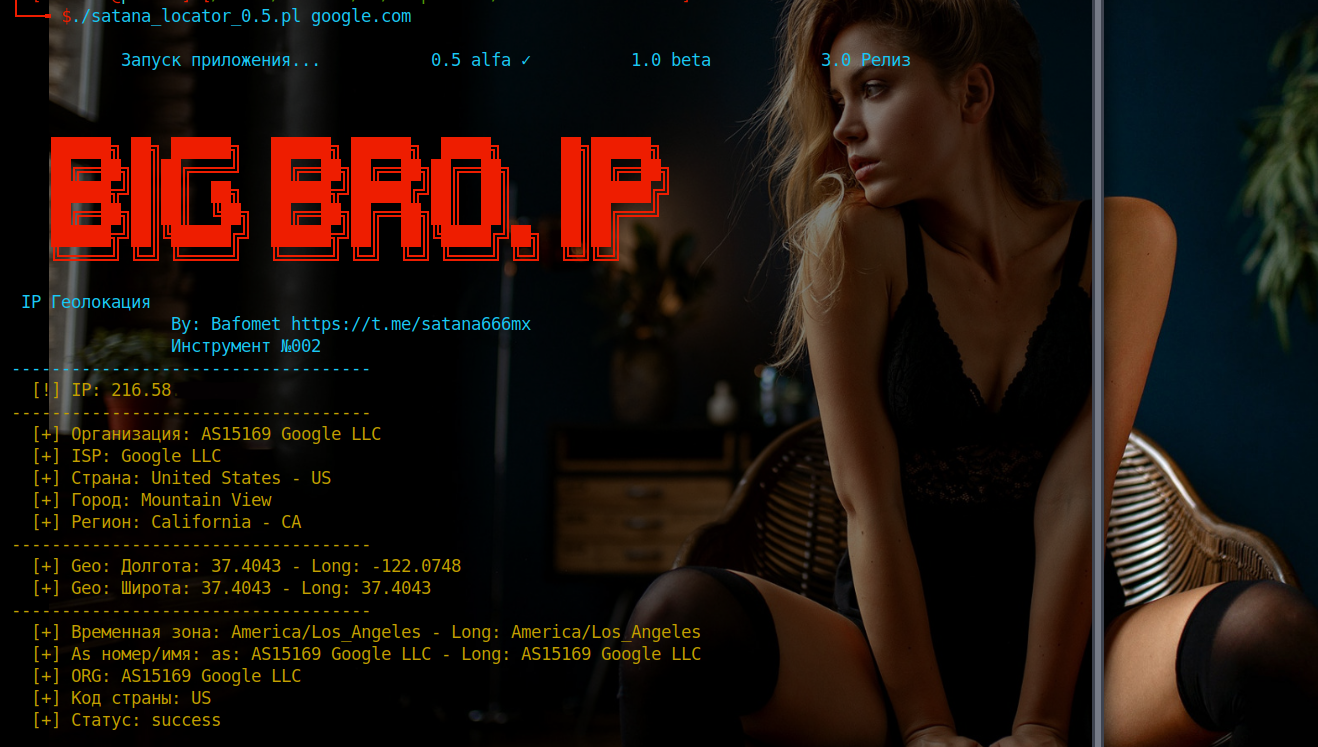 $./satana_locator_0.5.pl google.com
Запуск приложения... 0.5 alfa ✓ 1.0 beta 3.0 Релиз
BIG BRO. IP
IP Геолокация
By: Bafomet https://t.me/satana666mx
Инструмент №002
------------------------------------
[!] IP: 216.58
------------------------------------
[+] Организация: AS15169 Google LLC
[+] ISP: Google LLC
[+] Страна: United States - US
[+] Город: Mountain View
[+] Регион: California - CA
------------------------------------
[+] Geo: Долгота: 37.4043 - Long: -122.0748
[+] Geo: Широта: 37.4043 - Long: 37.4043
------------------------------------
[+] Временная зона: America/Los_Angeles - Long: America/Los_Angeles
[+] As номер/имя: as: AS15169 Google LLC - Long: AS15169 Google LLC
[+] ORG: AS15169 Google LLC
[+] Код страны: US
[+] Статус: success